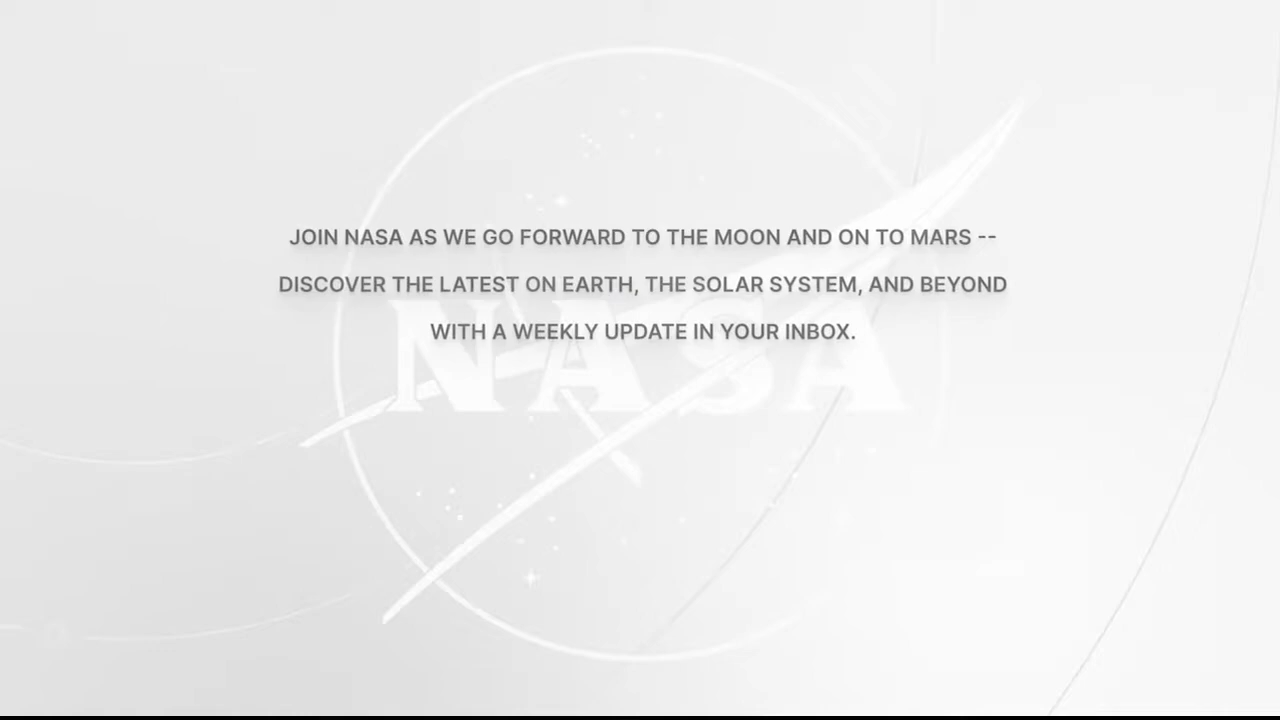 JOIN NASA AS WE GO FORWARD TO THE MOON AND ON TO MARS --
DISCOVER THE LATEST ON EARTH, THE SOLAR SYSTEM, AND BEYOND
WITH A WEEKLY UPDATE IN YOUR INBOX.
NASA